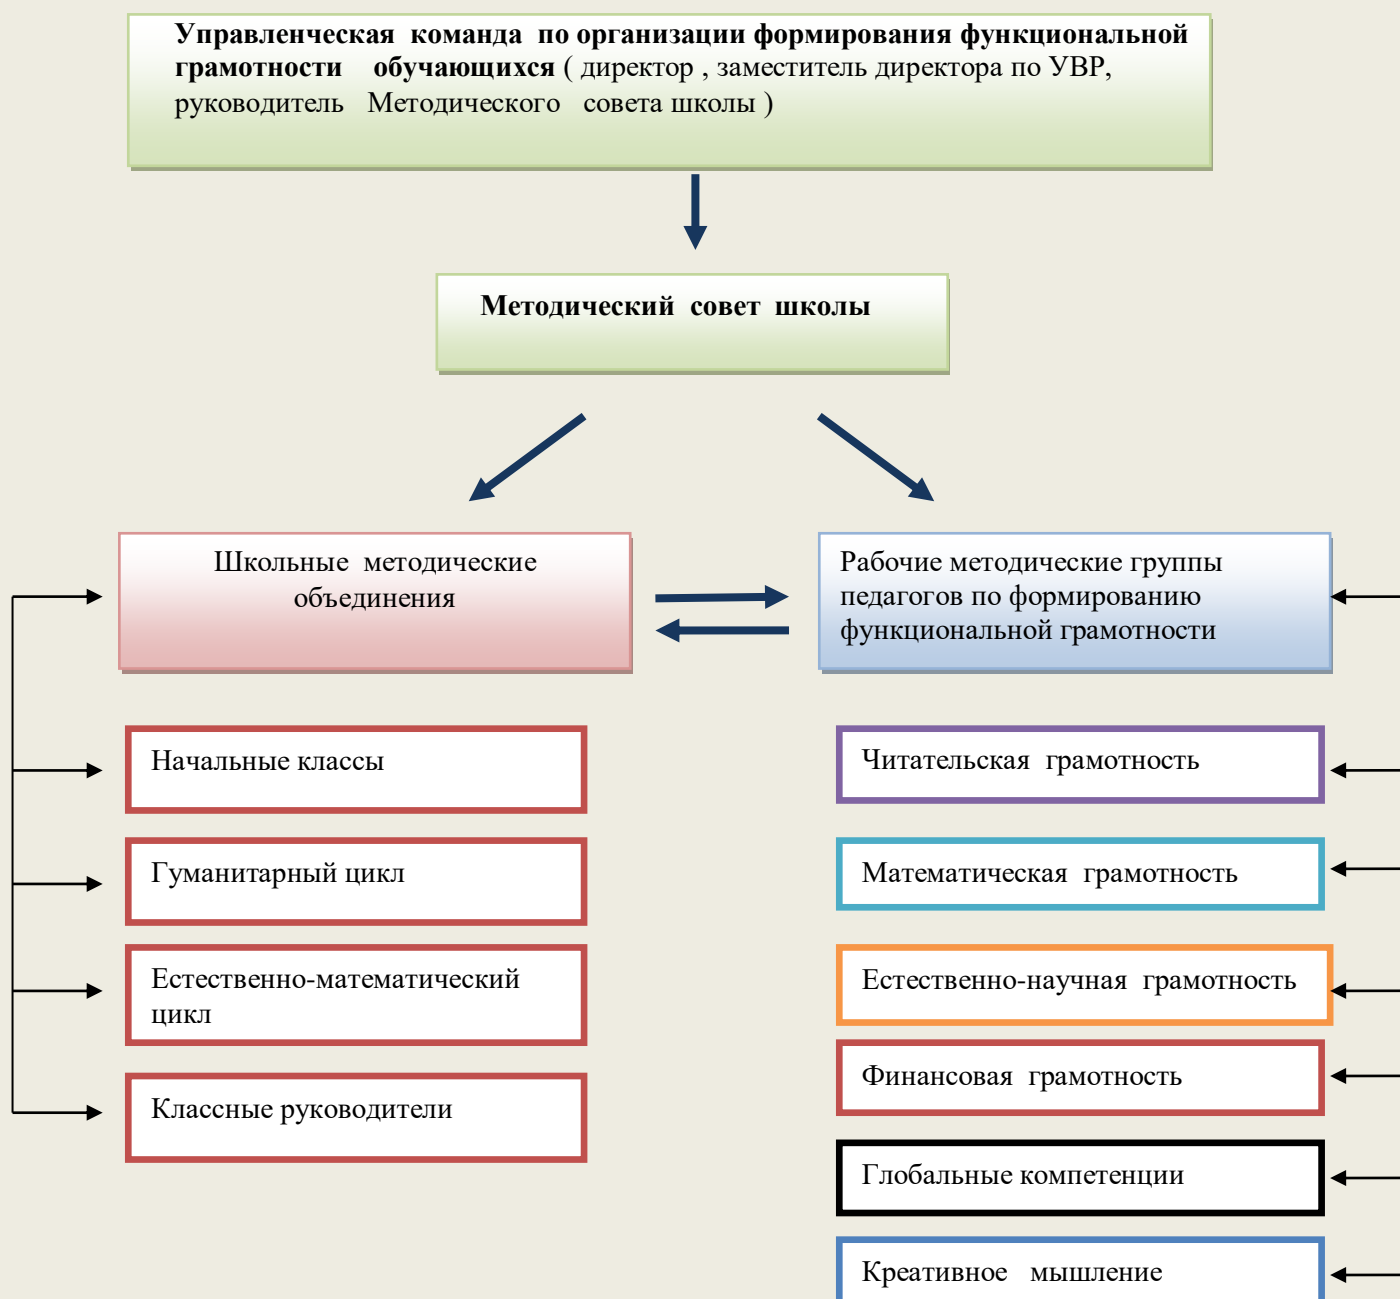 Управленческая команда по организации формирования функциональной
грамотности обучающихся ( директор , заместитель директора по УВР,
руководитель Методического совета школы )
Методический совет школы
Школьные методические
объединения
Рабочие методические группы
педагогов по формированию
функциональной грамотности
Начальные классы
Гуманитарный цикл
Естественно-математический
цикл
Классные руководители
Читательская грамотность
Математическая грамотность
Естественно-научная грамотность
Финансовая грамотность
Глобальные компетенции
Креативное мышление